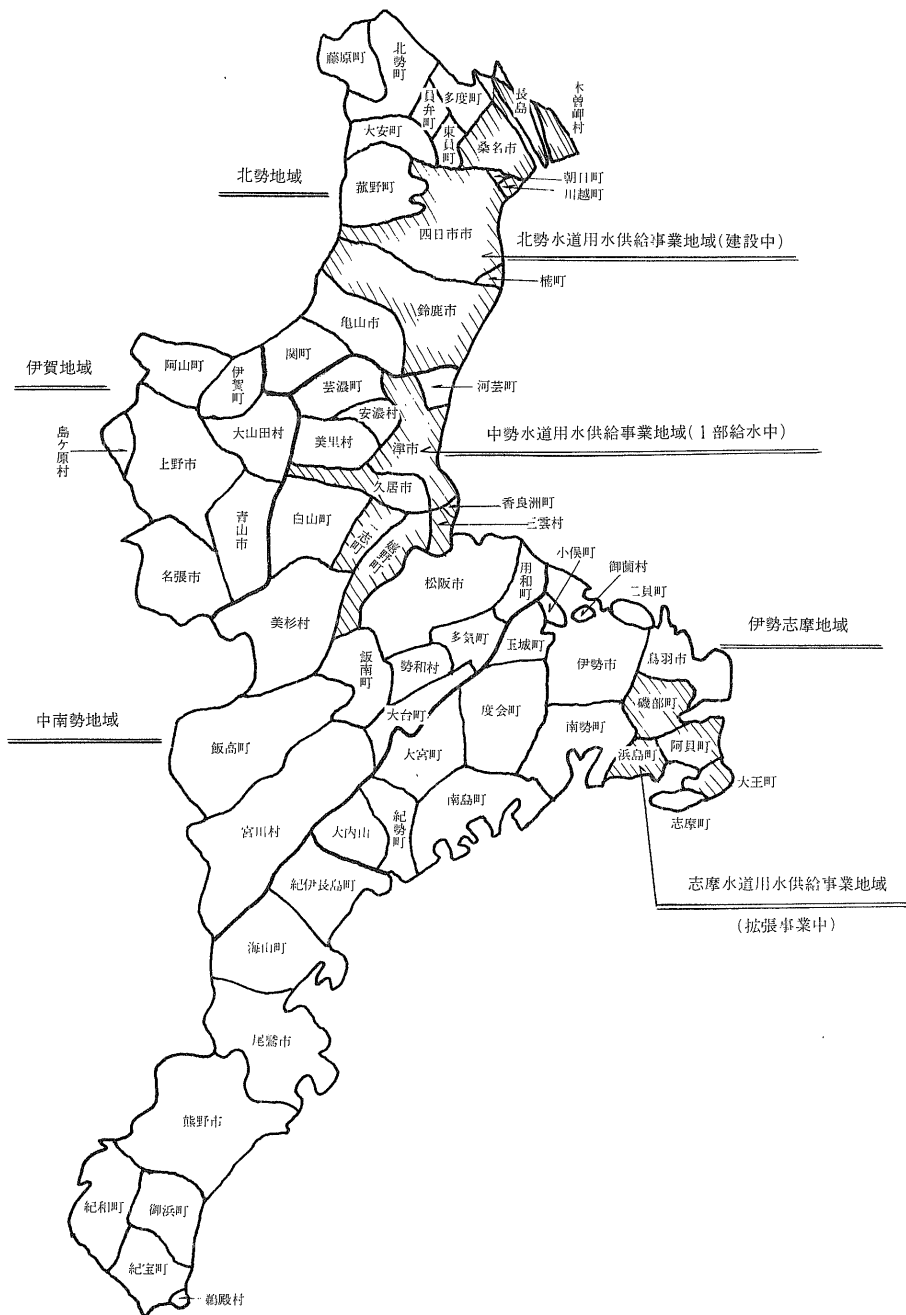 藤原町
北勢町
員弁町
多度町
長島
木曽岬村
大安町
東員町
桑名市
北勢地域
菰野町
朝日町
川越町
四日市市
北勢水道用水供給事業地域(建設中)
楠町
鈴鹿市
亀山市
伊賀地域
阿山町
伊賀町
関町
芸濃町
河芸町
島ケ原村
大山田村
安濃村
美里村
津市
中勢水道用水供給事業地域(1部給水中)
上野市
久居市
青山市
白山町
一志町
嬉野町
香良洲町
三雲村
名張市
松阪市
小俣町
御薗村
二見町
美杉村
多気町
玉城町
伊勢市
鳥羽市
伊勢志摩地域
飯南町
勢和村
磯部町
中南勢地域
大台町
度会町
南勢町
浜島町
阿貝町
飯高町
大宮町
大王町
宮川村
大内山
紀勢町
南島町
志摩町
紀伊長島町
志摩水道用水供給事業地域
(拡張事業中)
海山町
尾鷲市
熊野市
紀和町
御浜町
紀宝町
鵜殿村